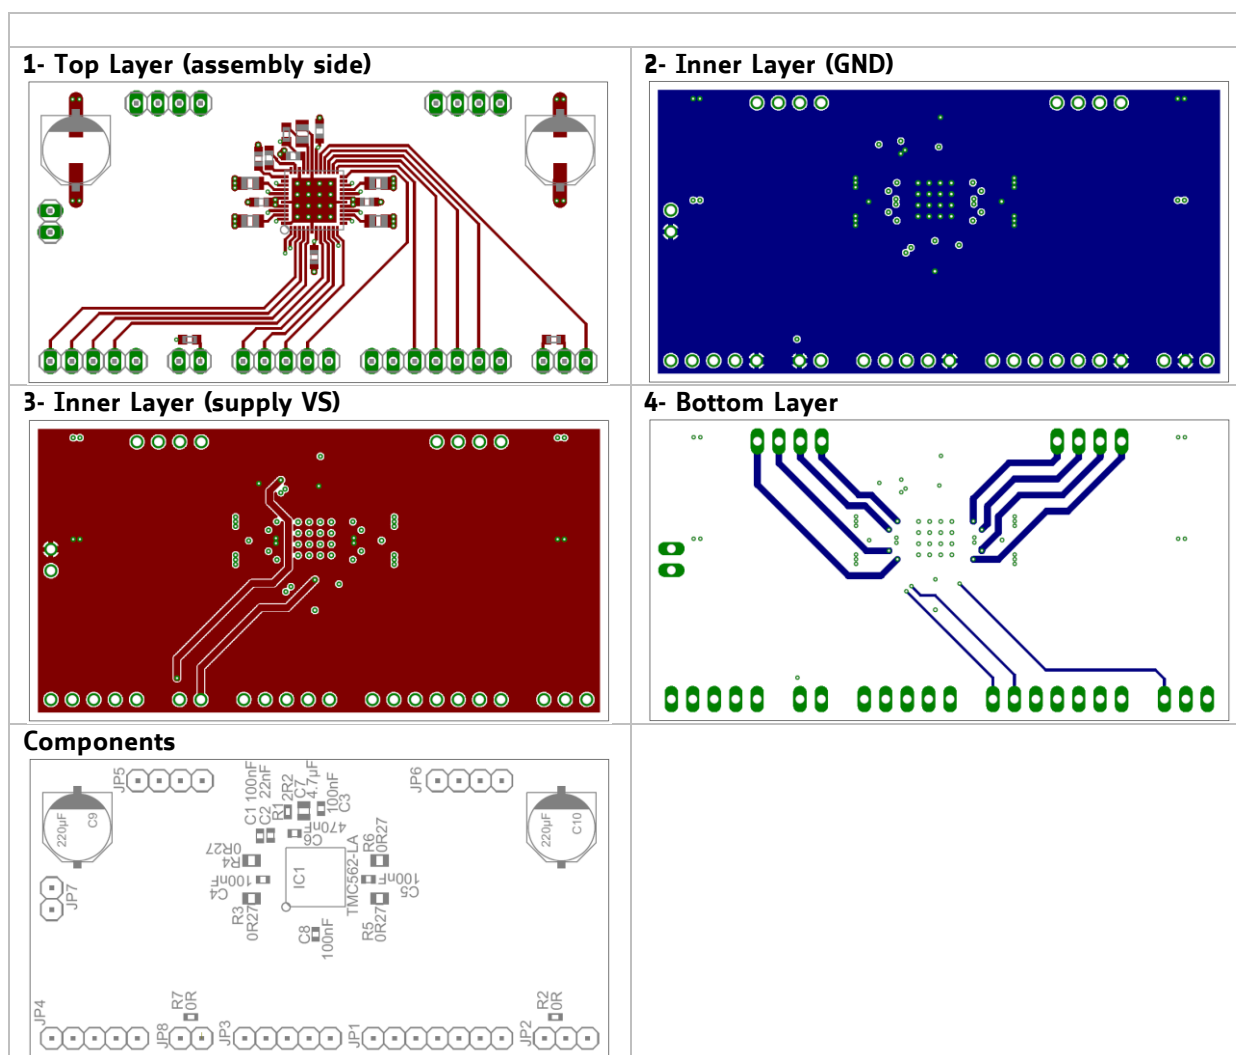 1- Top Layer (assembly side)
2- Inner Layer (GND)
3- Inner Layer (supply VS)
4- Bottom Layer
Components
JP5
C1 100nF
C2 22nF
R1
2R2
C7
4.7µF
100nF
C3
JP6
220µF
C9
220µF
C10
470nF
C6
R4
0R27
R6
0R27
JP7
100nF
C4
IC1
TMC562-LA
100nF
C5
R3
0R27
R5
0R27
C8
100nF
JP4
R7
0R
R2
0R
JP8
JP3
JP1
JP2